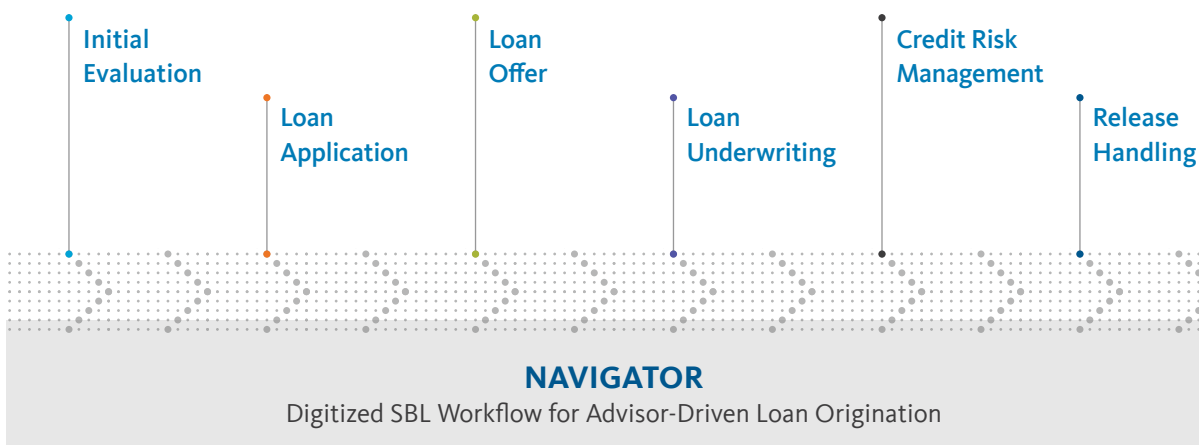 Initial
Evaluation
Loan
Application
Loan
Offer
Loan
Underwriting
Credit Risk
Management
Release
Handling
NAVIGATOR
Digitized SBL Workflow for Advisor-Driven Loan Origination